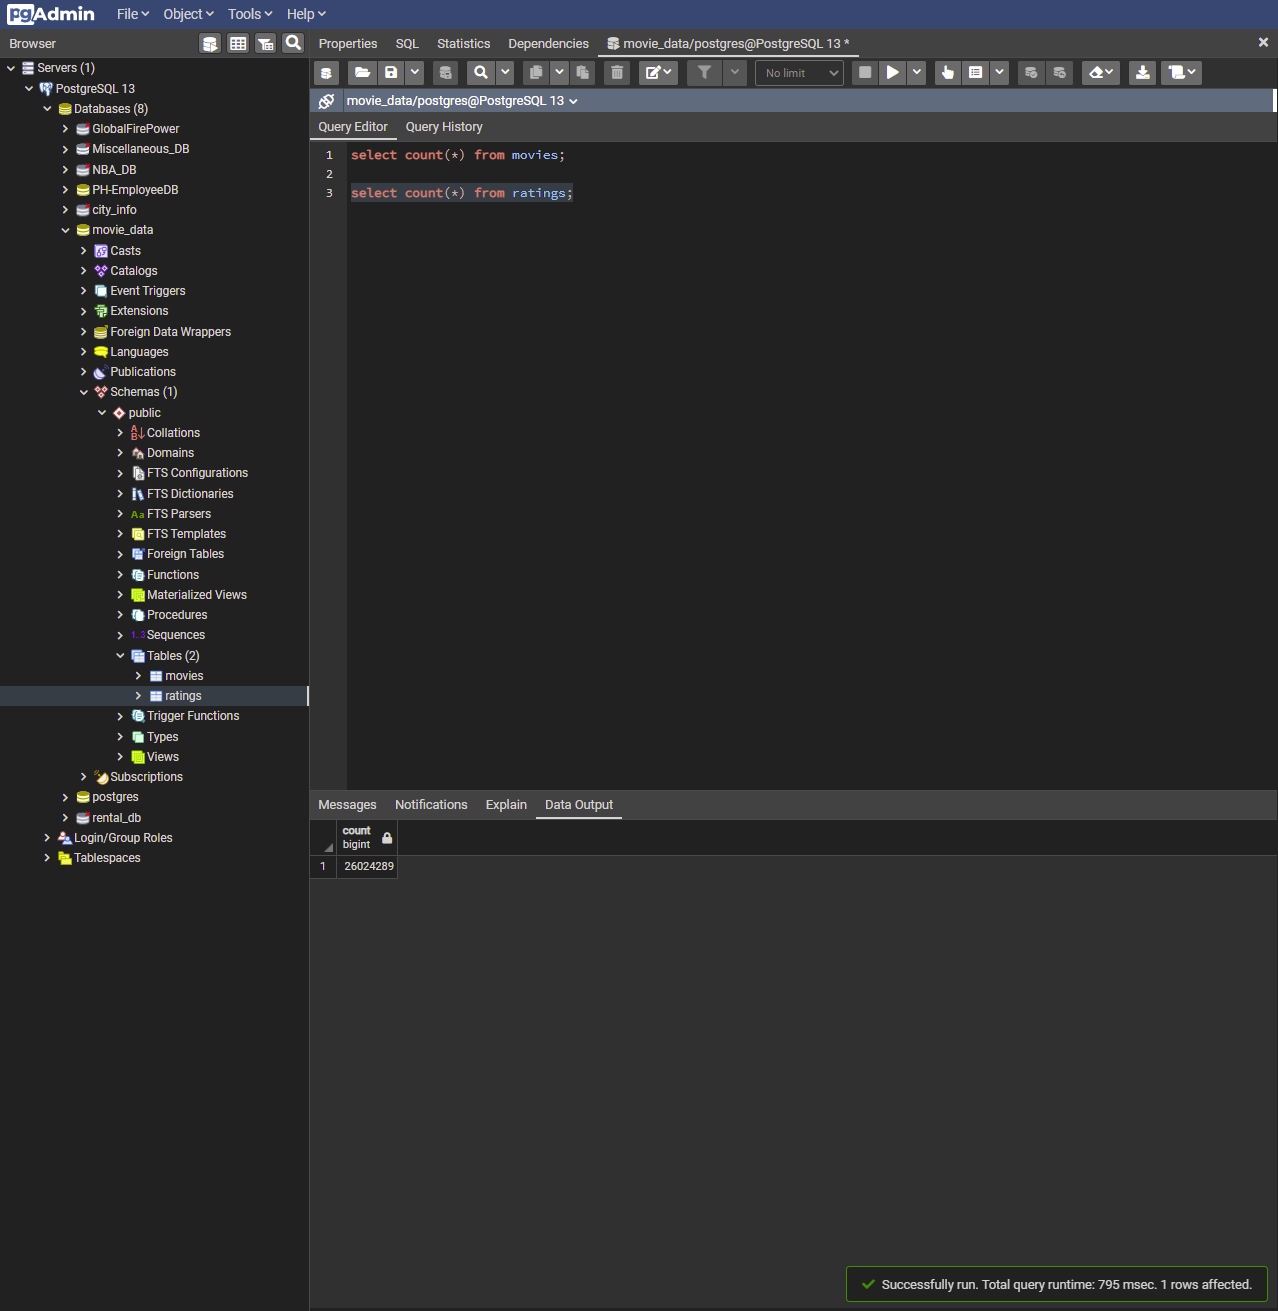 pgAdmin File Object Tools Help
Browser
Properties SQL Statistics Dependencies movie_data/postgres@PostgreSQL 13 *
No limit
movie_data/postgres@PostgreSQL 13
Query Editor Query History
1 select count(*) from movies;
2
3 select count(*) from ratings;
Servers (1)
PostgreSQL 13
Databases (8)
GlobalFirePower
Miscellaneous_DB
NBA_DB
PH-EmployeeDB
city_info
movie_data
Casts
Catalogs
Event Triggers
Extensions
Foreign Data Wrappers
Languages
Publications
Schemas (1)
public
Collations
Domains
FTS Configurations
FTS Dictionaries
Aa FTS Parsers
FTS Templates
Foreign Tables
Functions
Materialized Views
Procedures
1..3 Sequences
Tables (2)
movies
ratings
Trigger Functions
Types
Views
Subscriptions
postgres
rental_db
Login/Group Roles
Tablespaces
Messages Notifications Explain Data Output
count
bigint
1 26024289
Successfully run. Total query runtime: 795 msec. 1 rows affected.